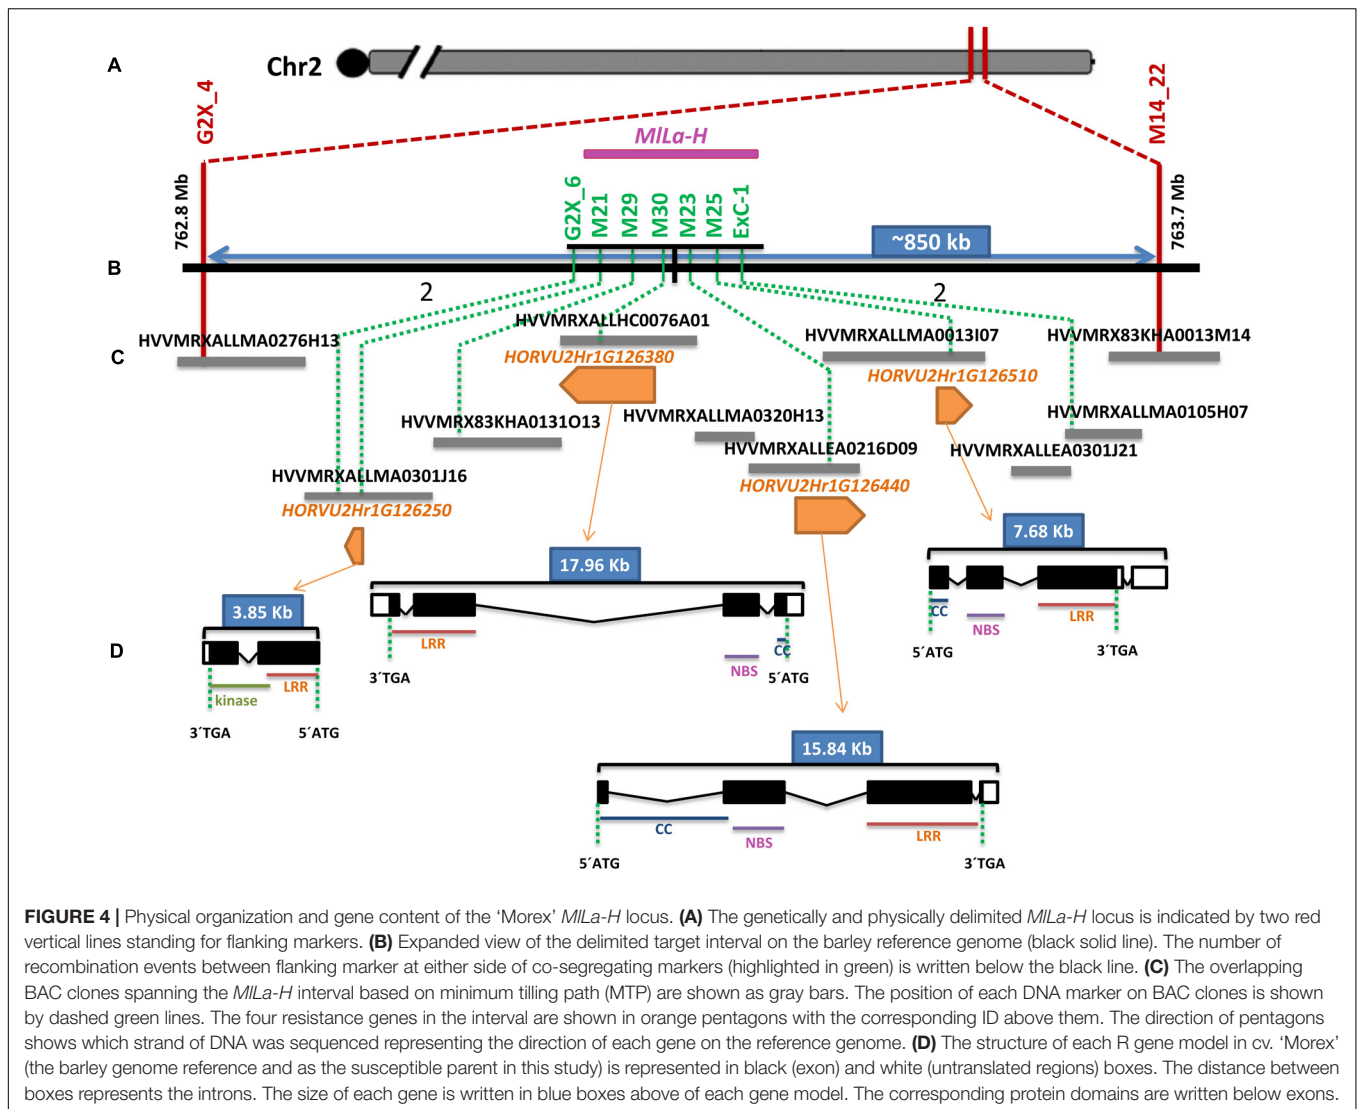 A
Chr2
G2X_4
M14_22
MlLa-H
762.8 Mb
763.7 Mb
G2X_6
M21
M29
M30
M23
M25
ExC-1
~850 kb
B
2
2
C
HVVMRXALLMA0276H13
HVVMRXALLHC0076A01
HVVMRXALLMA0013I07
HVVMRX83KHA0013M14
HORVU2Hr1G126380
HORVU2Hr1G126510
HVVMRX83KHA0131O13
HVVMRXALLMA0320H13
HVVMRXALLMA0105H07
HVVMRXALLEA0216D09
HVVMRXALLEA0301J21
HVVMRXALLMA0301J16
HORVU2Hr1G126440
HORVU2Hr1G126250
D
3.85 Kb
17.96 Kb
7.68 Kb
kinase
LRR
3´TGA
5´ATG
LRR
NBS
CC
3´TGA
5´ATG
CC
NBS
LRR
5´ATG
3´TGA
15.84 Kb
CC
NBS
LRR
5´ATG
3´TGA
FIGURE 4 | Physical organization and gene content of the ‘Morex’ MlLa-H locus. (A) The genetically and physically delimited MlLa-H locus is indicated by two red
vertical lines standing for flanking markers. (B) Expanded view of the delimited target interval on the barley reference genome (black solid line). The number of
recombination events between flanking marker at either side of co-segregating markers (highlighted in green) is written below the black line. (C) The overlapping
BAC clones spanning the MlLa-H interval based on minimum tilling path (MTP) are shown as gray bars. The position of each DNA marker on BAC clones is shown
by dashed green lines. The four resistance genes in the interval are shown in orange pentagons with the corresponding ID above them. The direction of pentagons
shows which strand of DNA was sequenced representing the direction of each gene on the reference genome. (D) The structure of each R gene model in cv. ‘Morex’
(the barley genome reference and as the susceptible parent in this study) is represented in black (exon) and white (untranslated regions) boxes. The distance between
boxes represents the introns. The size of each gene is written in blue boxes above of each gene model. The corresponding protein domains are written below exons.